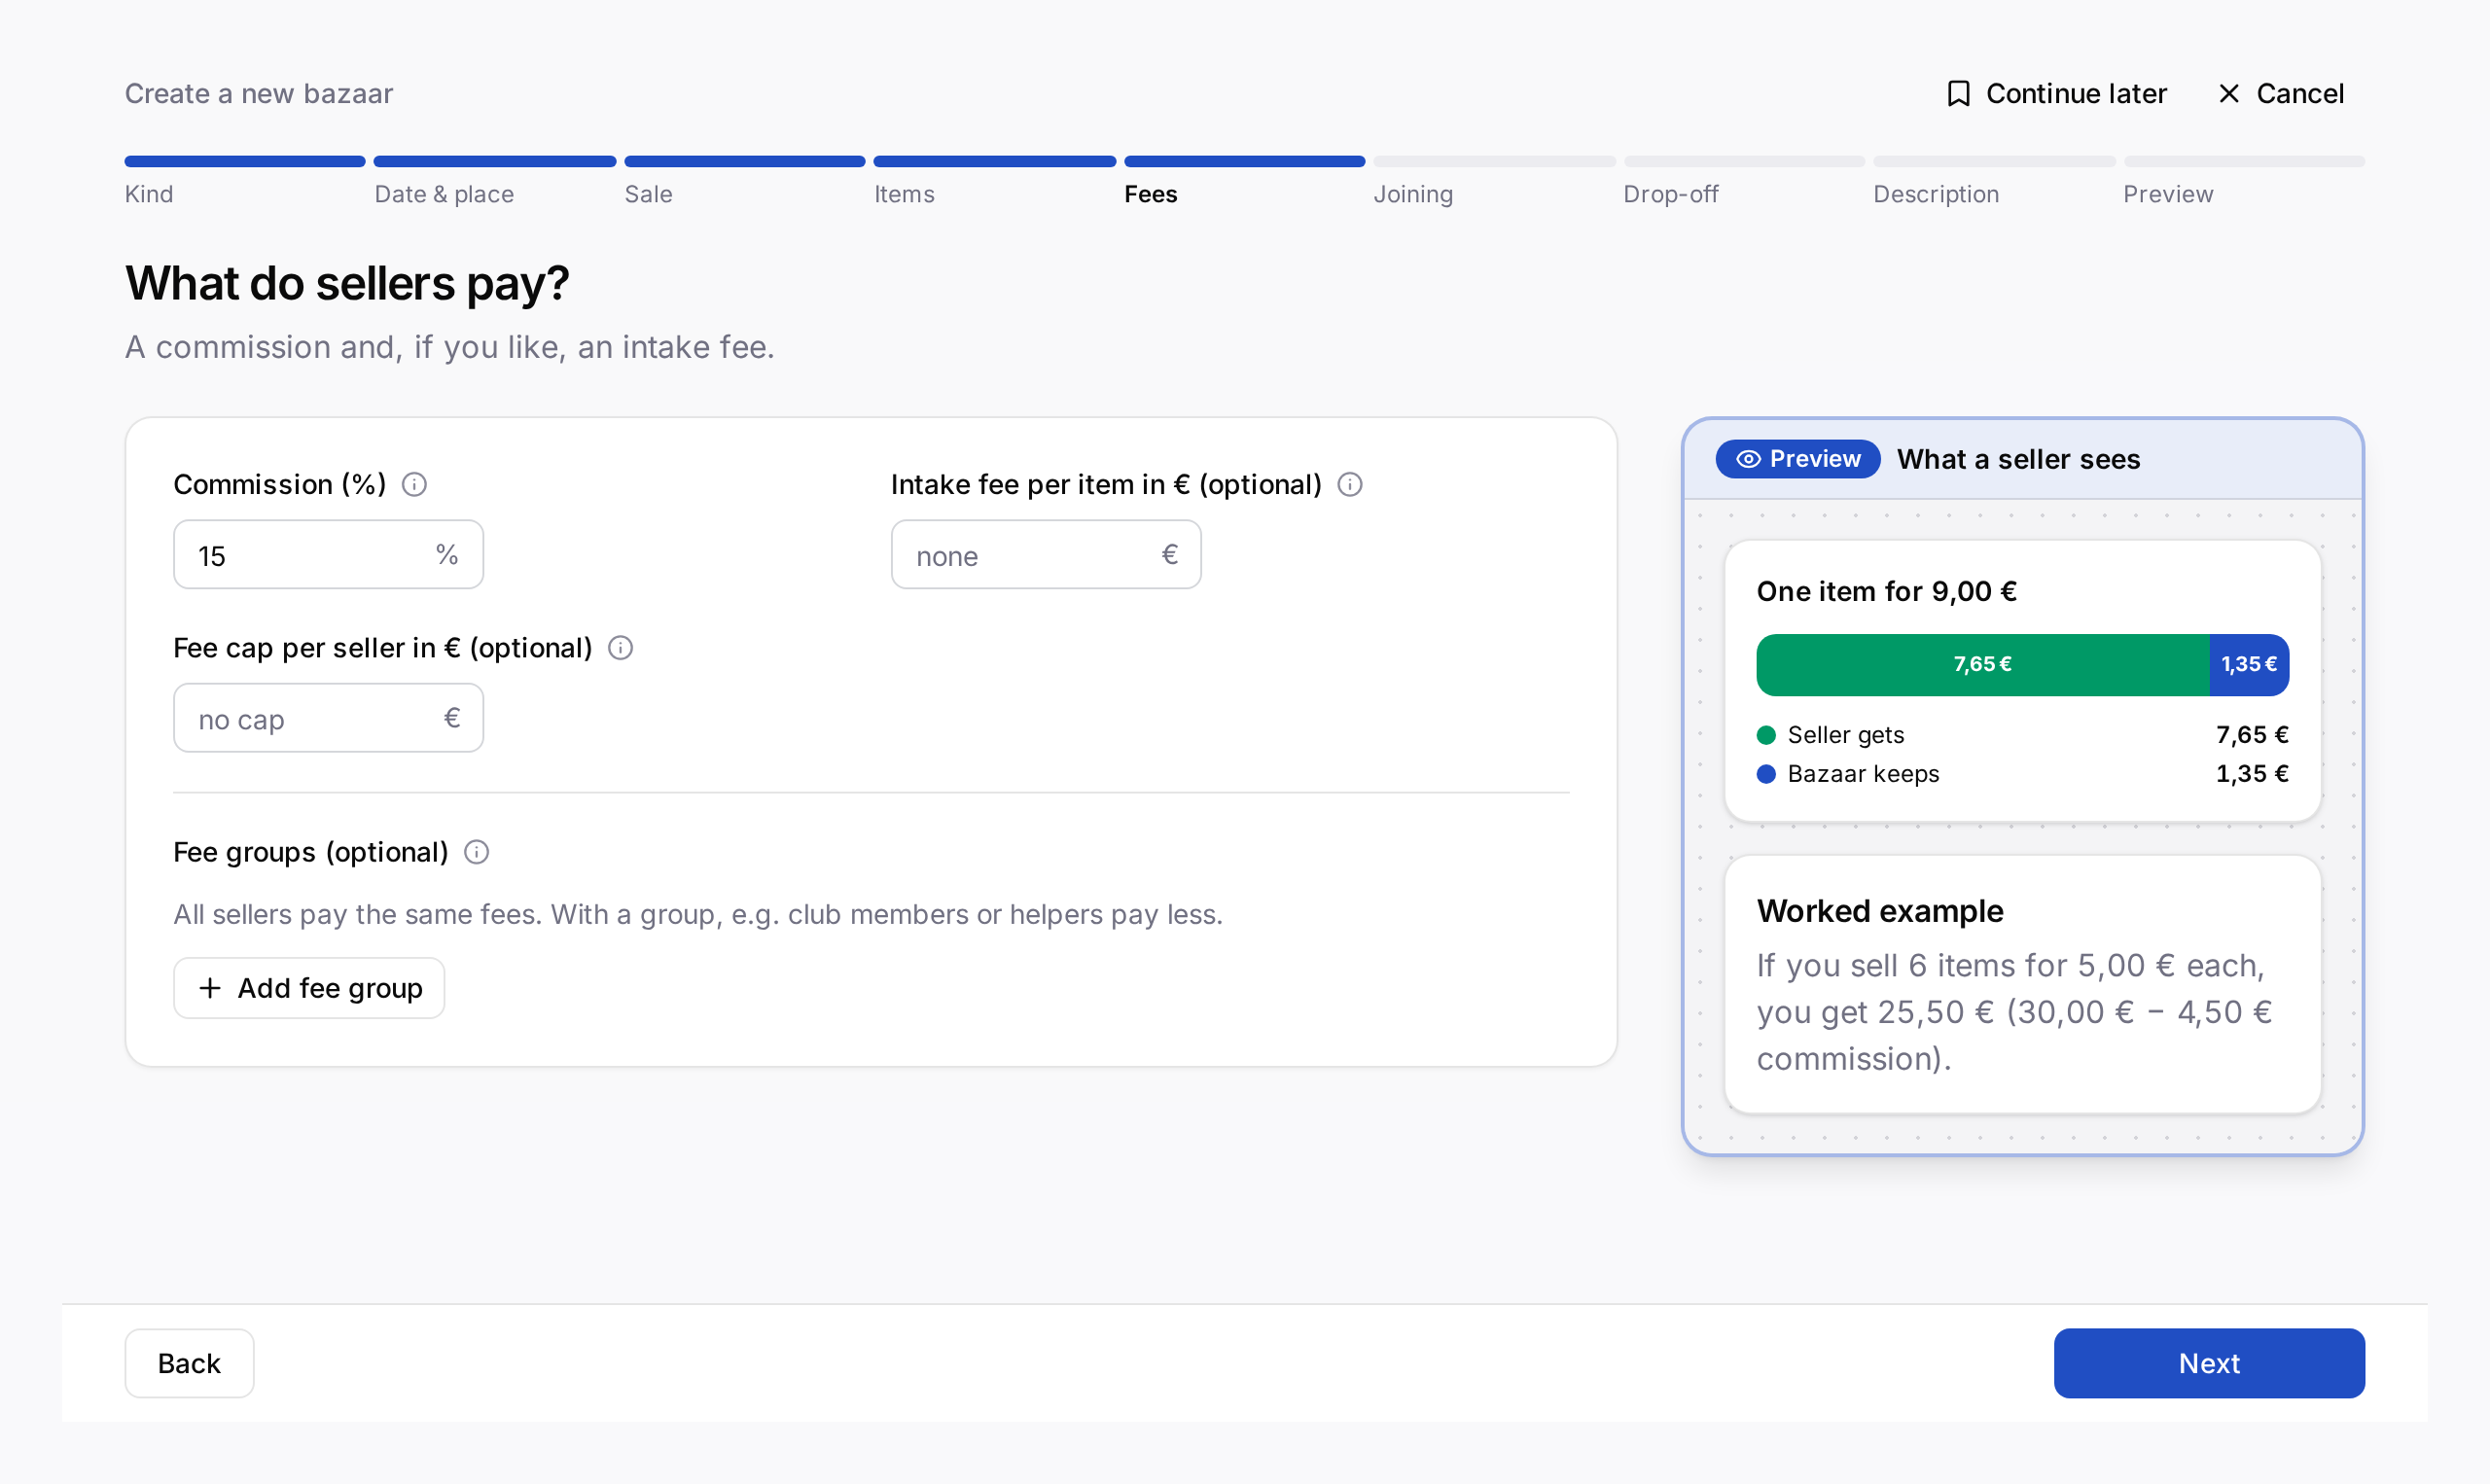 Create a new bazaar
Continue later
Cancel
Kind
Date & place
Sale
Items
Fees
Joining
Drop-off
Description
Preview
What do sellers pay?
A commission and, if you like, an intake fee.
Commission (%)
15 %
Intake fee per item in € (optional)
none €
Fee cap per seller in € (optional)
no cap €
Fee groups (optional)
All sellers pay the same fees. With a group, e.g. club members or helpers pay less.
Add fee group
Preview
What a seller sees
One item for 9,00 €
7,65 €
1,35 €
Seller gets 7,65 €
Bazaar keeps 1,35 €
Worked example
If you sell 6 items for 5,00 € each,
you get 25,50 € (30,00 € − 4,50 €
commission).
Back
Next